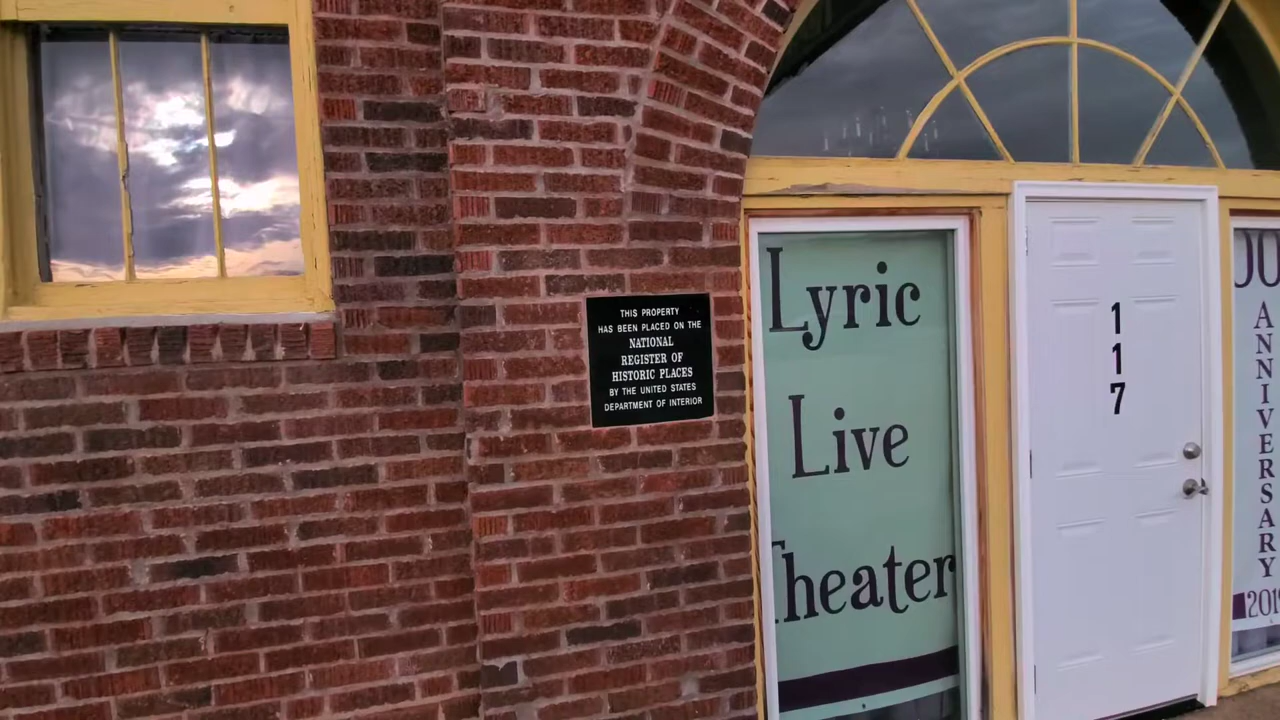 THIS PROPERTY
HAS BEEN PLACED ON THE
NATIONAL
REGISTER OF
HISTORIC PLACES
BY THE UNITED STATES
DEPARTMENT OF INTERIOR
Lyric
Live
Theater
1
1
7
ANNIVERSARY